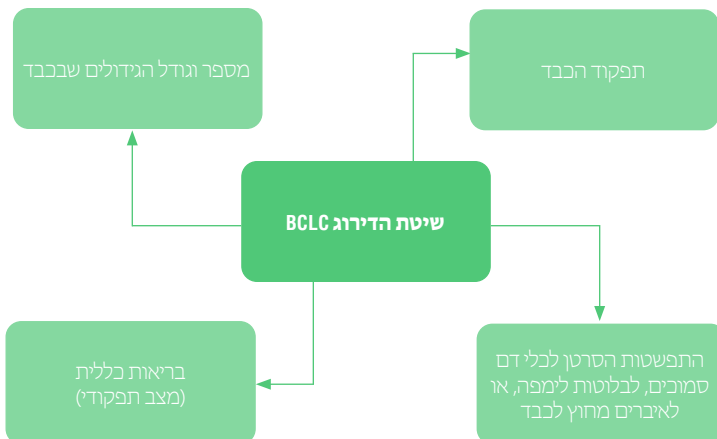 תפקוד הכבד
מספר וגודל הגידולים שבכבד
שיטת הדירוג BCLC
התפשטות הסרטן לכלי דם
סמוכים, לבלוטות לימפה, או
לאיברים מחוץ לכבד
בריאות כללית
(מצב תפקודי)